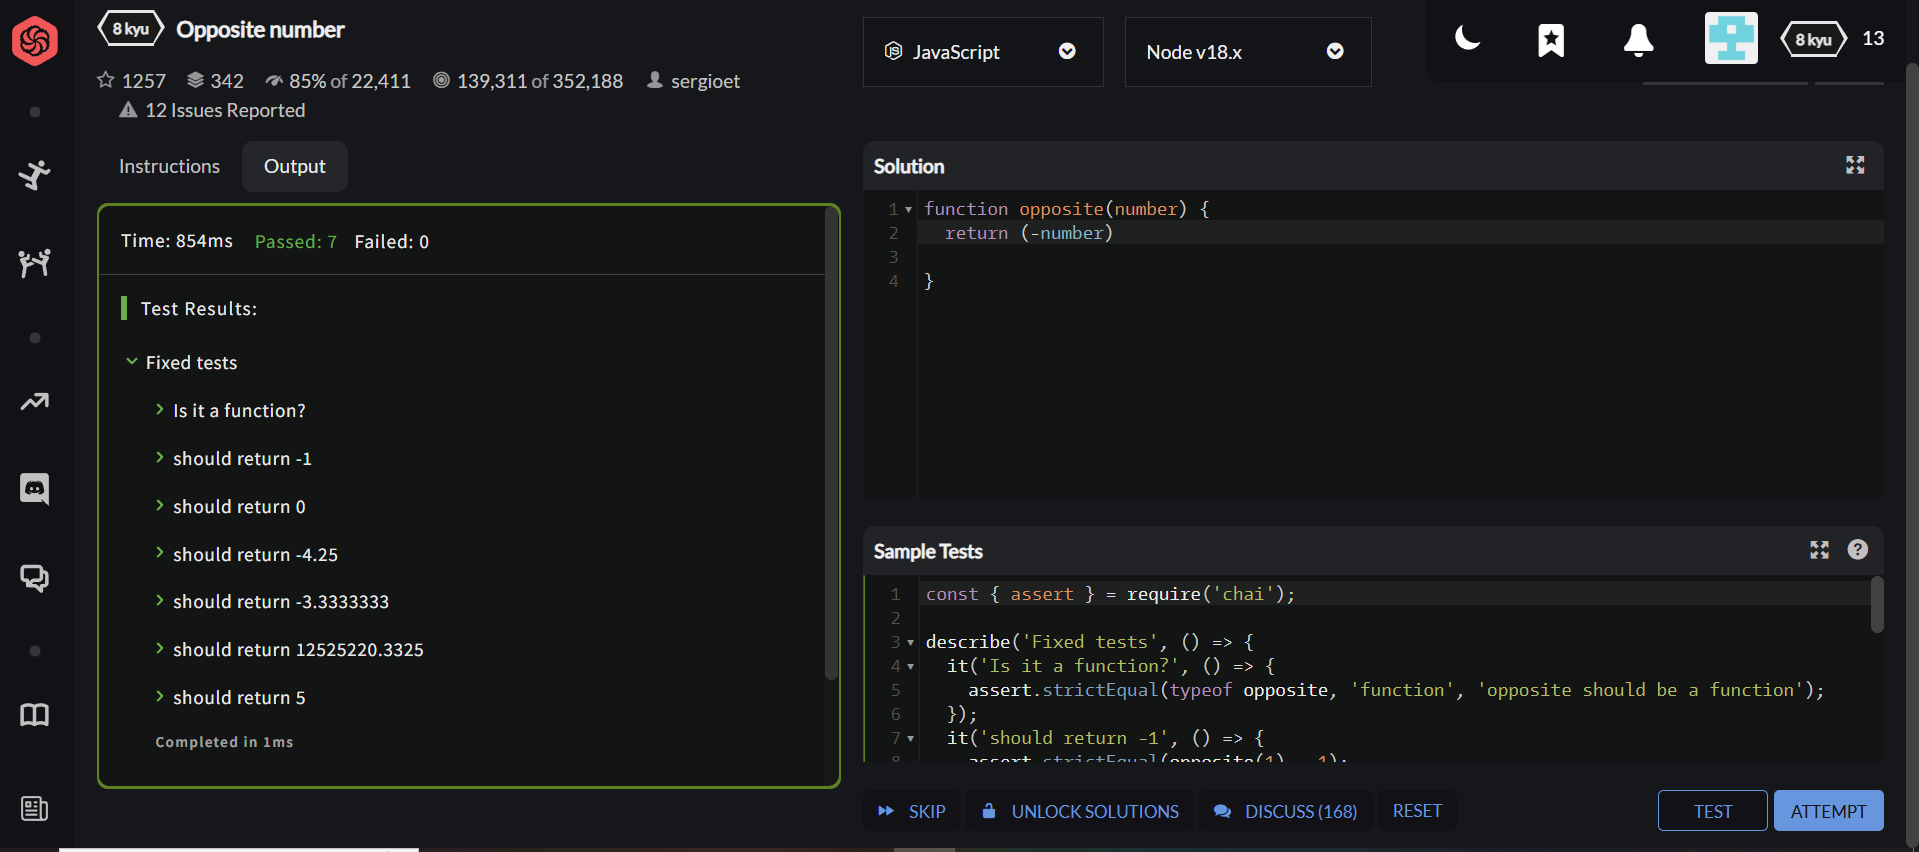 8 kyu Opposite number
1257 342 85% of 22,411 139,311 of 352,188 sergioet
12 Issues Reported
JavaScript
Node v18.x
8 kyu 13
Instructions
Output
Time: 854ms Passed: 7 Failed: 0
Test Results:
Fixed tests
Is it a function?
should return -1
should return 0
should return -4.25
should return -3.3333333
should return 12525220.3325
should return 5
Completed in 1ms
Solution
1 function opposite(number) {
2 return (-number)
3
4 }
Sample Tests
1 const { assert } = require('chai');
2
3 describe('Fixed tests', () => {
4 it('Is it a function?', () => {
5 assert.strictEqual(typeof opposite, 'function', 'opposite should be a function');
6 });
7 it('should return -1', () => {
8 assert.strictEqual(opposite(1), -1);
SKIP
UNLOCK SOLUTIONS
DISCUSS (168)
RESET
TEST
ATTEMPT